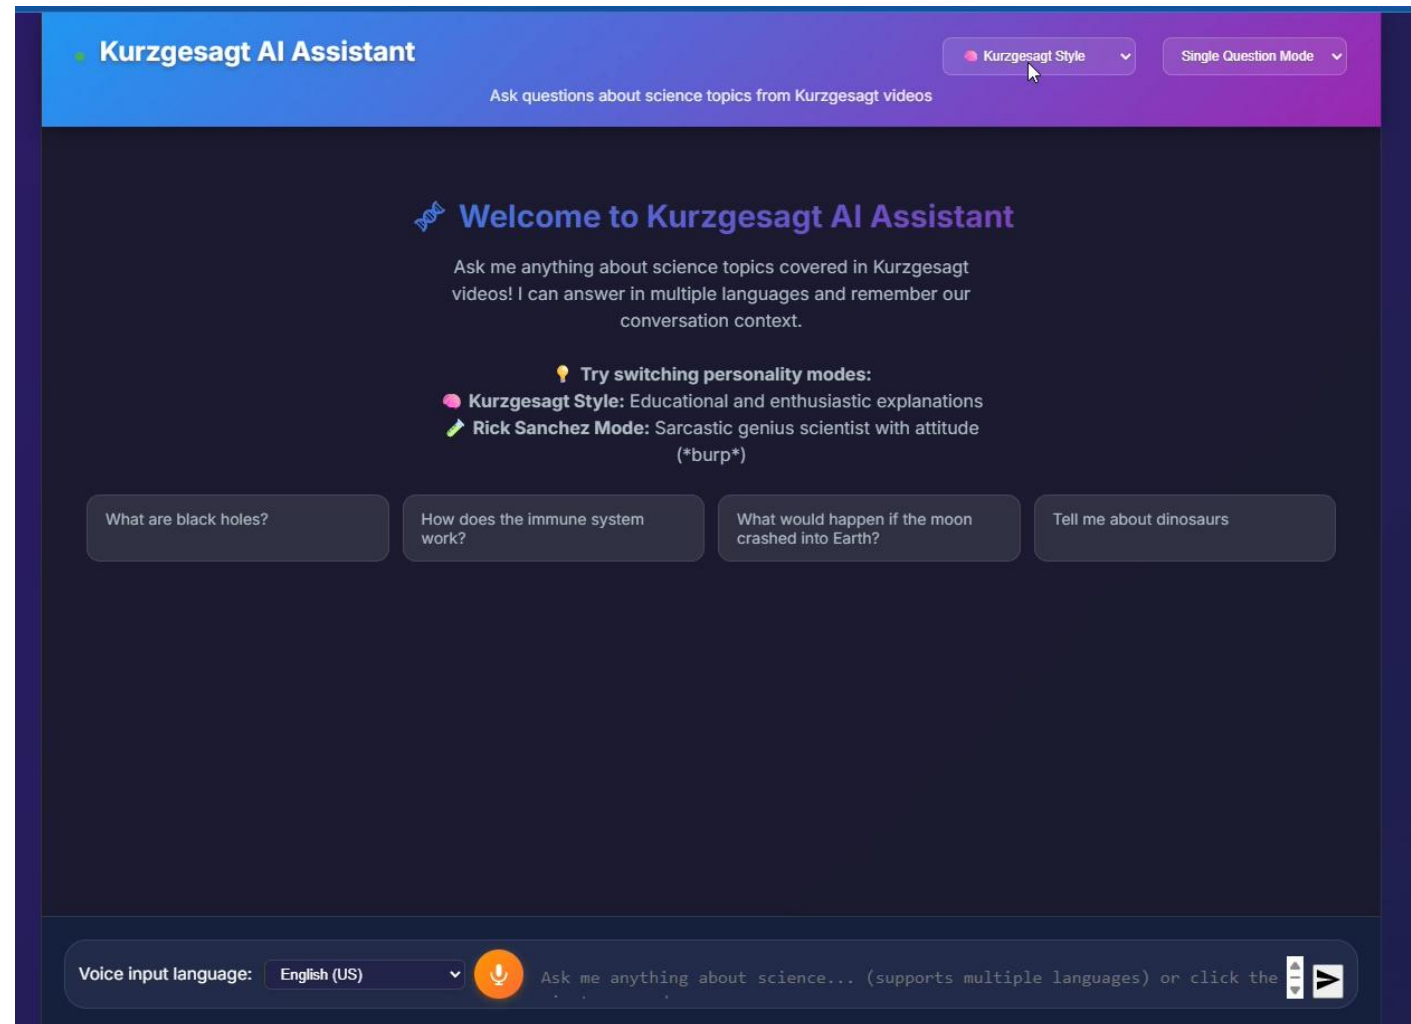 Kurzgesagt AI Assistant
🧠 Kurzgesagt Style
Single Question Mode
Ask questions about science topics from Kurzgesagt videos
🧬 Welcome to Kurzgesagt AI Assistant
Ask me anything about science topics covered in Kurzgesagt
videos! I can answer in multiple languages and remember our
conversation context.
💡 Try switching personality modes:
🧠 Kurzgesagt Style: Educational and enthusiastic explanations
🧪 Rick Sanchez Mode: Sarcastic genius scientist with attitude
(*burp*)
What are black holes?
How does the immune system
work?
What would happen if the moon
crashed into Earth?
Tell me about dinosaurs
Voice input language:
English (US)
Ask me anything about science... (supports multiple languages) or click the